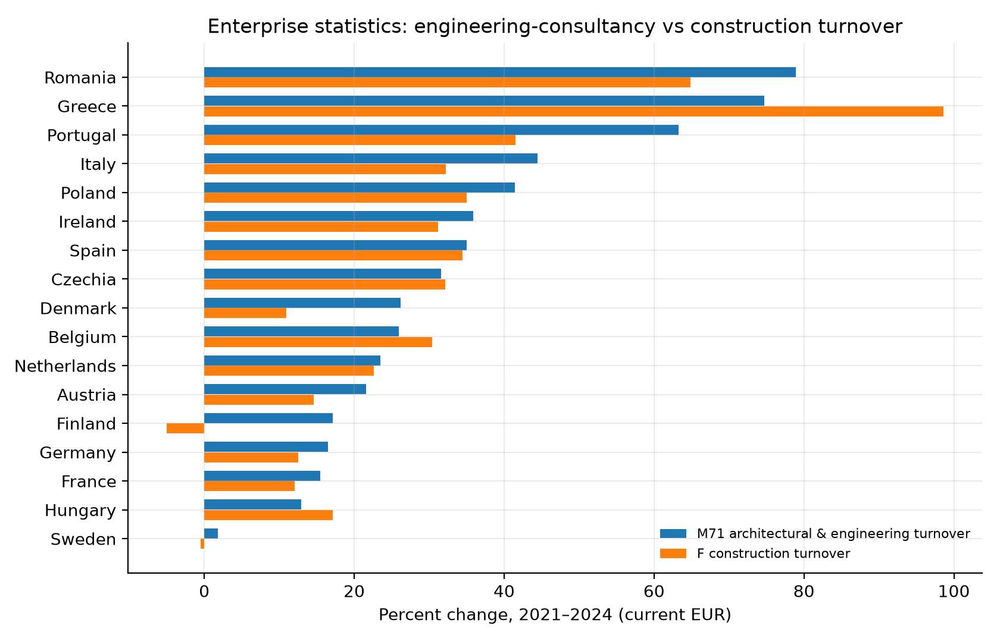 Enterprise statistics: engineering-consultancy vs construction turnover
Romania
Greece
Portugal
Italy
Poland
Ireland
Spain
Czechia
Denmark
Belgium
Netherlands
Austria
Finland
Germany
France
Hungary
Sweden
M71 architectural & engineering turnover
F construction turnover
0 20 40 60 80 100
Percent change, 2021–2024 (current EUR)